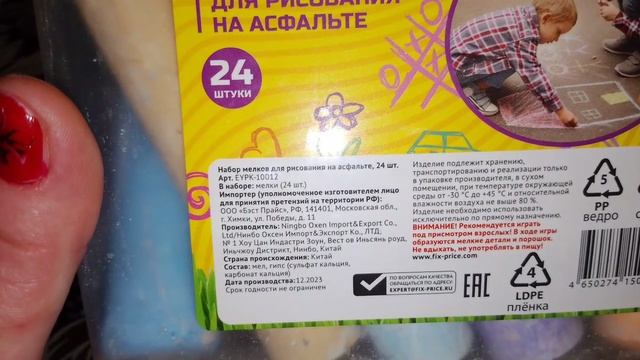 ДЛЯ РИСОВАНИЯ
НА АСФАЛЬТЕ
24
ШТУКИ
Набор мелков для рисования на асфальте, 24 шт.
Арт. EYPK-10012
В наборе: мелки (24 шт.)
Импортер (уполномоченное изготовителем лицо
для принятия претензий на территории РФ):
ООО «Бэст Прайс», РФ, 141401, Московская обл.,
г. Химки, ул. Победы, д. 11
Производитель: Ningbo Oxen Import&Export Co.,
Ltd/Нинбо Оксен Импорт&Экспорт Ко., ЛТД;
№ 1 Хоу Цан Индастри Зоун, Вест ов Иньсянь роуд,
Иньчжоу Дистрикт, Нинбо, Китай
Страна происхождения: Китай
Состав: мел, гипс (сульфат кальция,
карбонат кальция)
Дата производства: 12.2023
Срок годности не ограничен
Изделие подлежит хранению,
транспортированию и реализации только
в упаковке производителя, в сухом
помещении, при температуре окружающей
среды от -30 °С до +45 °С и относительной
влажности воздуха не выше 80 %.
Изделие необходимо использовать
исключительно по прямому назначению.
ВНИМАНИЕ! Рекомендуется играть
под присмотром взрослых! В ходе игры
образуются мелкие детали и порошок.
Не вдыхать, не употреблять в пищу!
www.fix-price.com
ПО ВОПРОСАМ КАЧЕСТВА
ОБРАЩАТЬСЯ ПО АДРЕСУ:
EXPERT@FIX-PRICE.RU
EAC
5
PP
ведро
4
LDPE
плёнка
4 650274 150